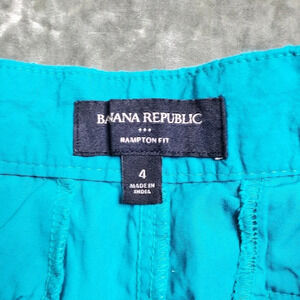 BANANA REPUBLIC
HAMPTON FIT
4
MADE IN
INDIA